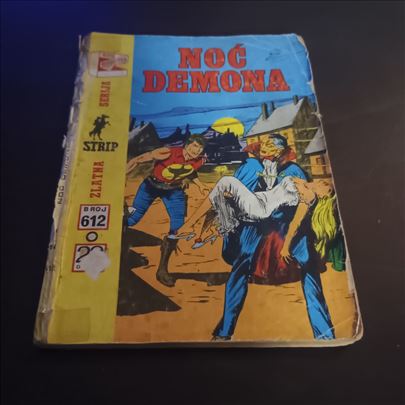 NOĆ
DEMONA
STRIP
ZLATNA SERIJA
BROJ
612